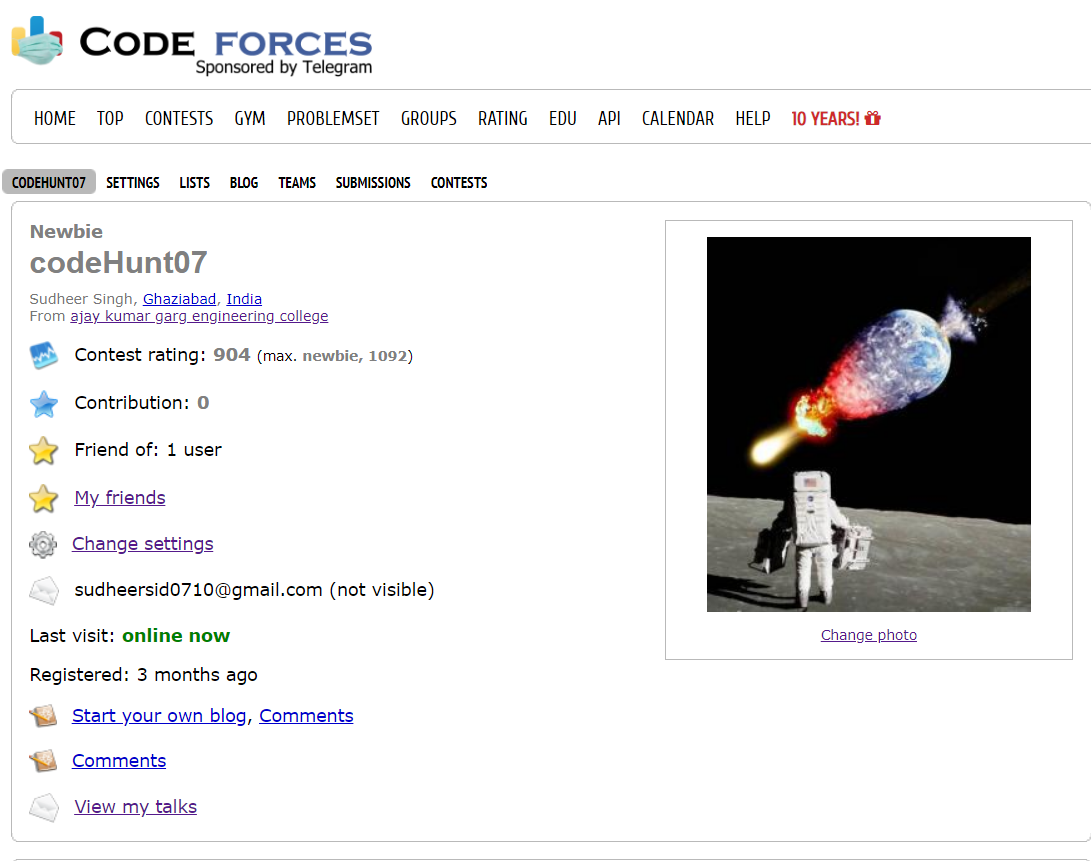 CODE FORCES
Sponsored by Telegram
HOME TOP CONTESTS GYM PROBLEMSET GROUPS RATING EDU API CALENDAR HELP 10 YEARS!
CODEHUNT07 SETTINGS LISTS BLOG TEAMS SUBMISSIONS CONTESTS
Newbie
codeHunt07
Sudheer Singh, Ghaziabad, India
From ajay kumar garg engineering college
Contest rating: 904 (max. newbie, 1092)
Contribution: 0
Friend of: 1 user
My friends
Change settings
sudheersid0710@gmail.com (not visible)
Last visit: online now
Registered: 3 months ago
Start your own blog, Comments
Comments
View my talks
Change photo